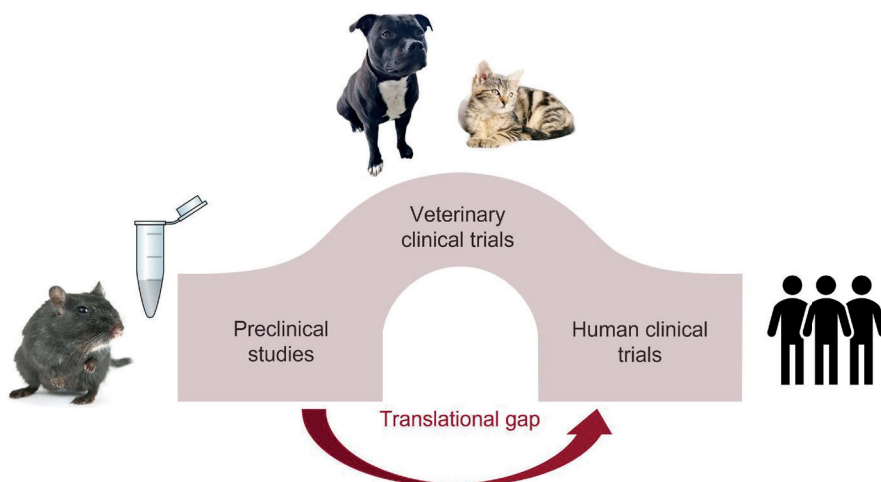 Veterinary
clinical trials
Preclinical
studies
Human clinical
trials
Translational gap